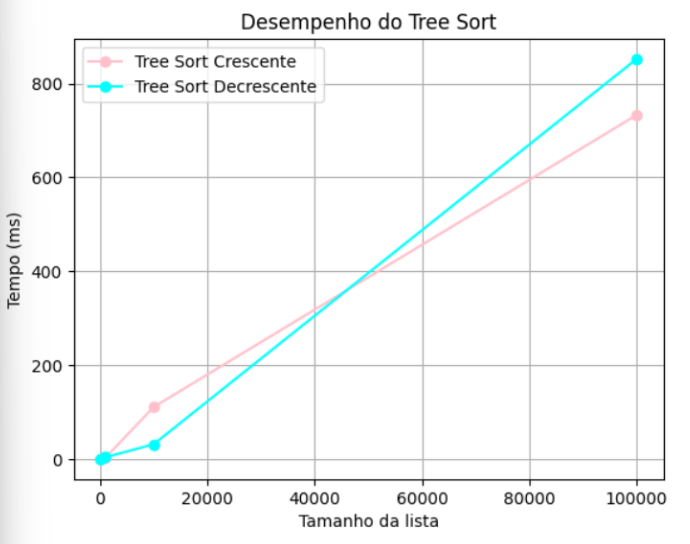 Desempenho do Tree Sort
Tree Sort Crescente
Tree Sort Decrescente
800
600
400
200
0
Tempo (ms)
0 20000 40000 60000 80000 100000
Tamanho da lista